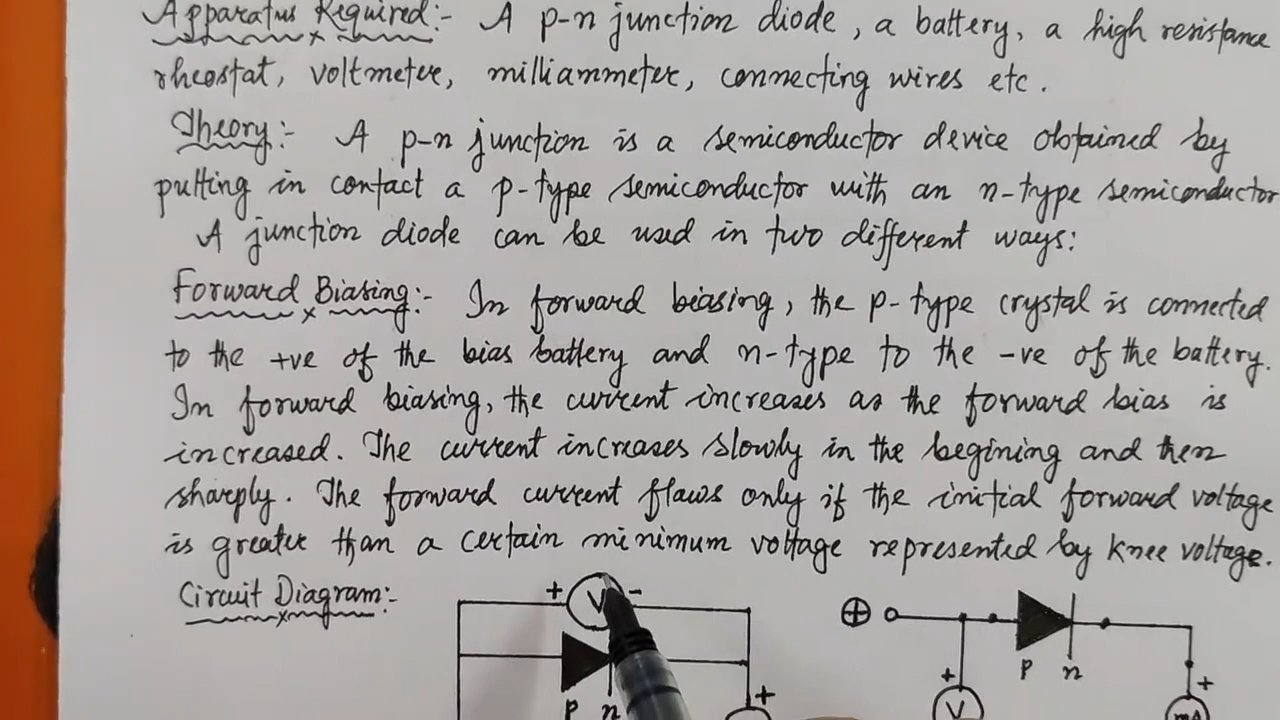 Apparatus Required:- A p-n junction diode, a battery, a high resistance
rheostat, voltmeter, milliammeter, connecting wires etc.
Theory:- A p-n junction is a semiconductor device obtained by
putting in contact a p-type semiconductor with an n-type semiconductor
A junction diode can be used in two different ways:
Forward Biasing:- In forward biasing, the p-type crystal is connected
to the +ve of the bias battery and n-type to the -ve of the battery.
In forward biasing, the current increases as the forward bias is
increased. The current increases slowly in the begining and then
sharply. The forward current flaws only if the initial forward voltage
is greater than a certain minimum voltage represented by knee voltage.
Circuit Diagram:-
+ V -
p n
+
+
p n
+
V
+
mA